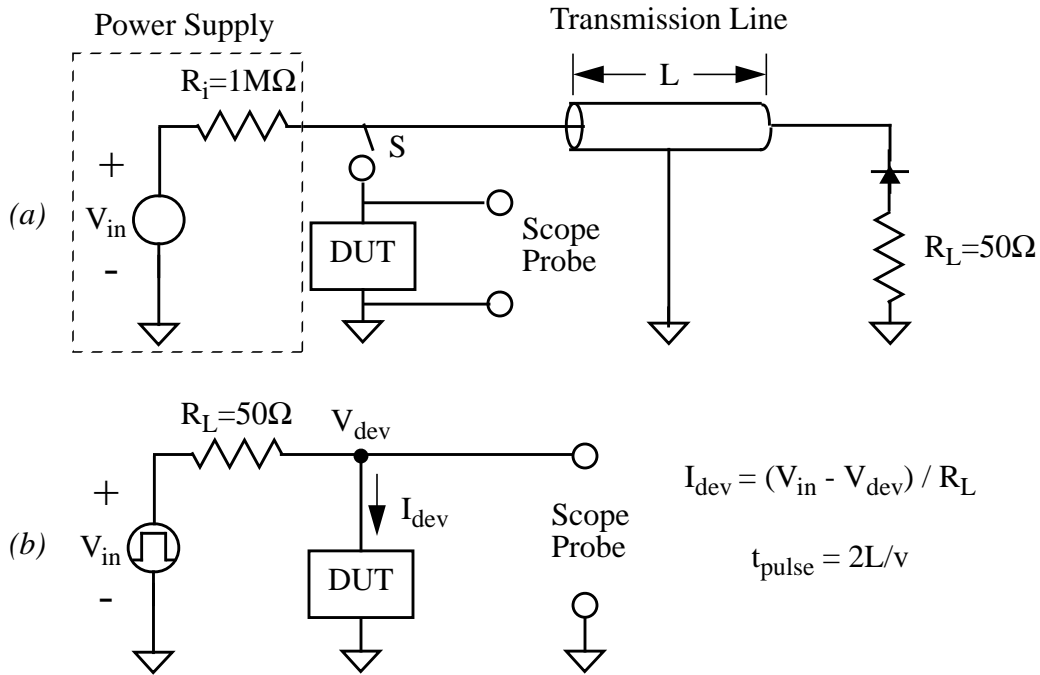 Power Supply
Transmission Line
R_i=1MΩ
L
S
+
(a)
V_in
-
DUT
Scope
Probe
R_L=50Ω
R_L=50Ω
V_dev
+
I_dev
(b)
V_in
-
DUT
Scope
Probe
I_dev = (V_in - V_dev) / R_L
t_pulse = 2L/v